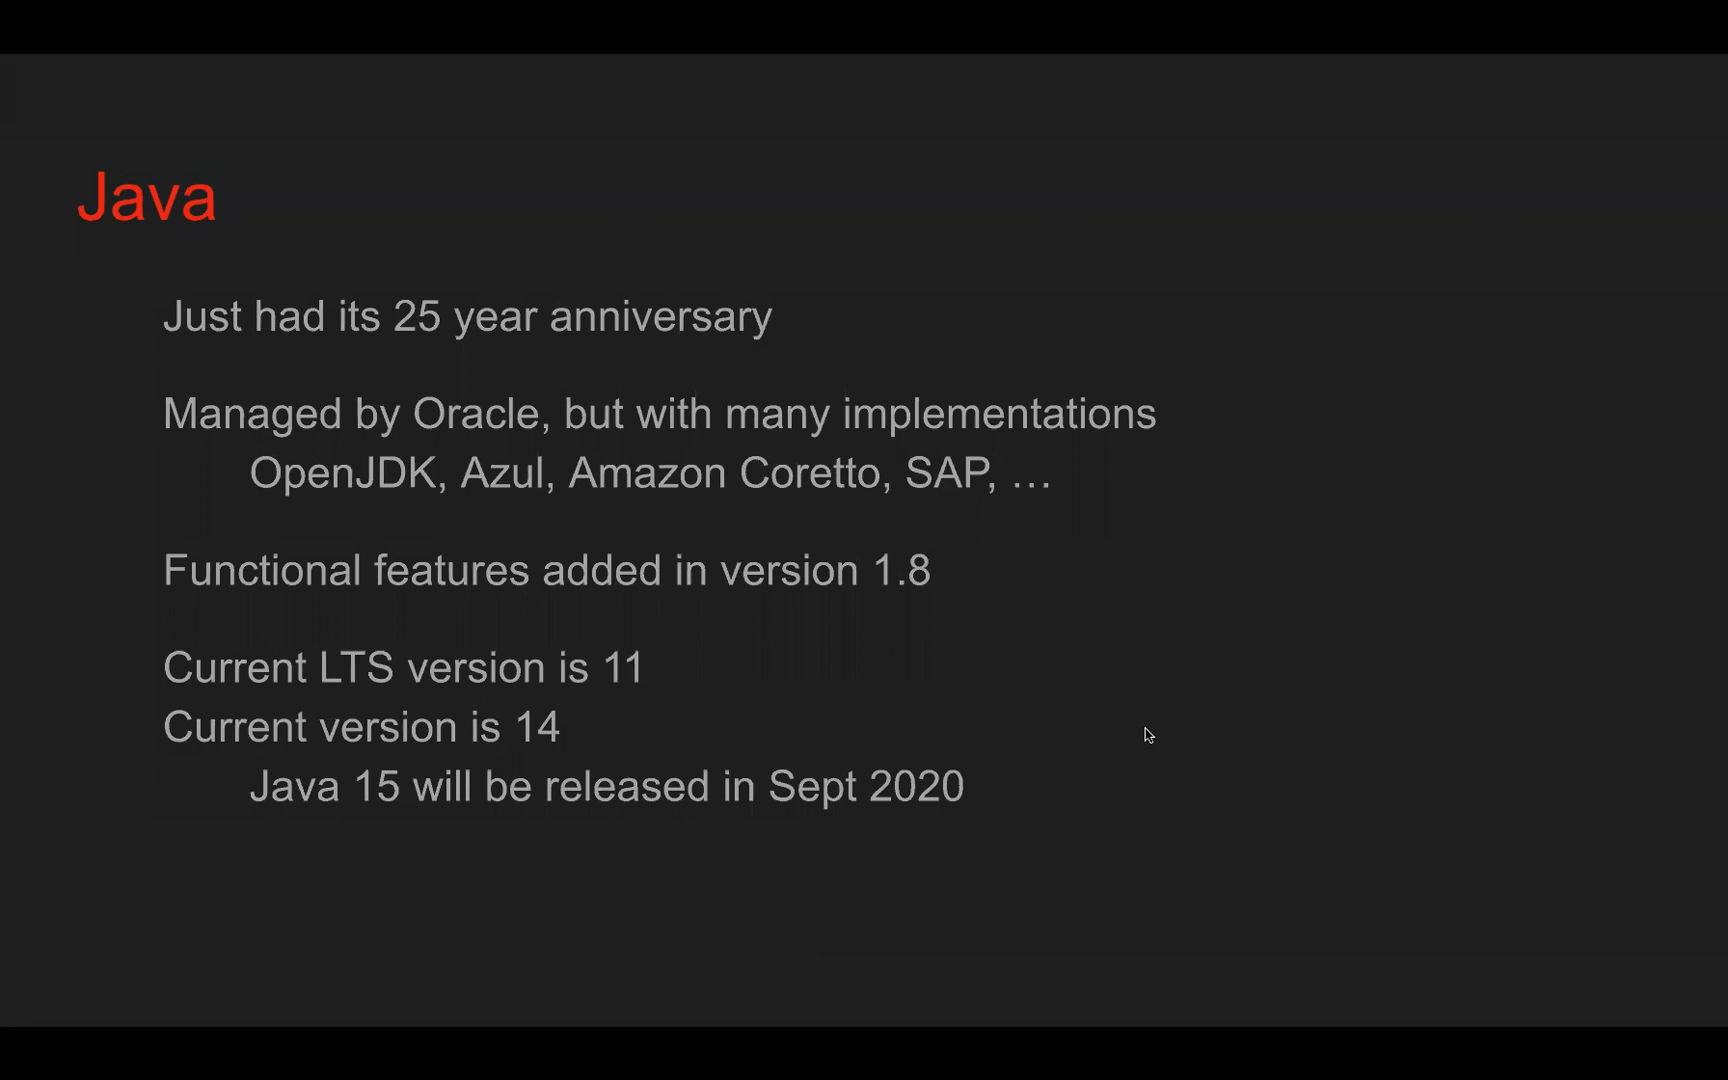 Java
Just had its 25 year anniversary
Managed by Oracle, but with many implementations
OpenJDK, Azul, Amazon Coretto, SAP, …
Functional features added in version 1.8
Current LTS version is 11
Current version is 14
Java 15 will be released in Sept 2020